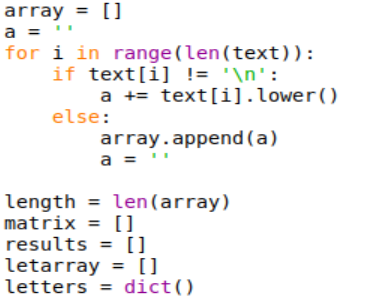 array = []
a = ''
for i in range(len(text)):
    if text[i] != '\n':
        a += text[i].lower()
    else:
        array.append(a)
        a = ''

length = len(array)
matrix = []
results = []
letarray = []
letters = dict()